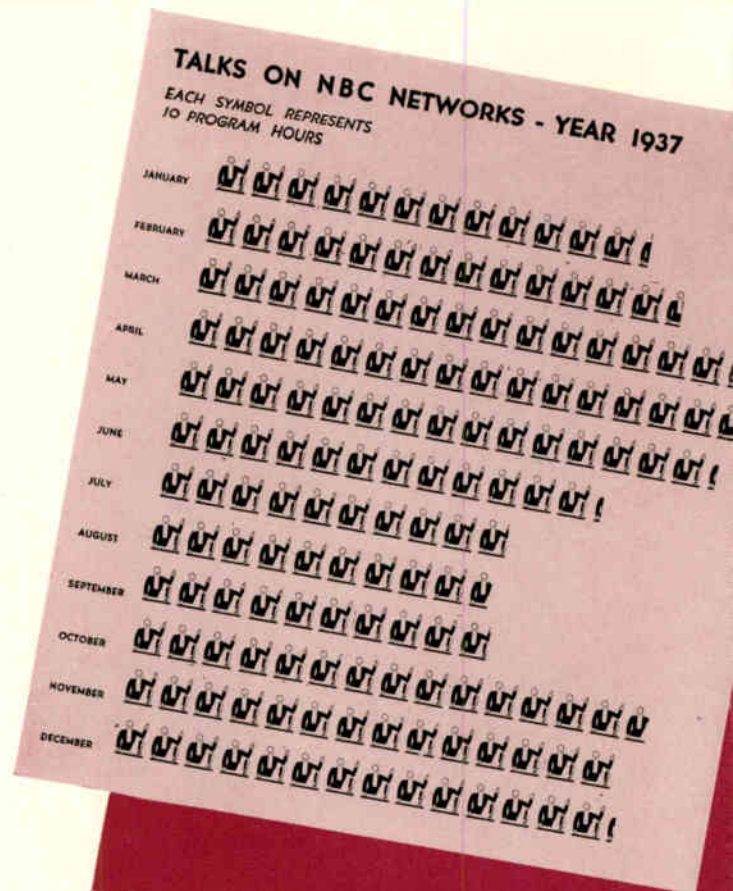 TALKS ON NBC NETWORKS - YEAR 1937
EACH SYMBOL REPRESENTS
10 PROGRAM HOURS
JANUARY
FEBRUARY
MARCH
APRIL
MAY
JUNE
JULY
AUGUST
SEPTEMBER
OCTOBER
NOVEMBER
DECEMBER